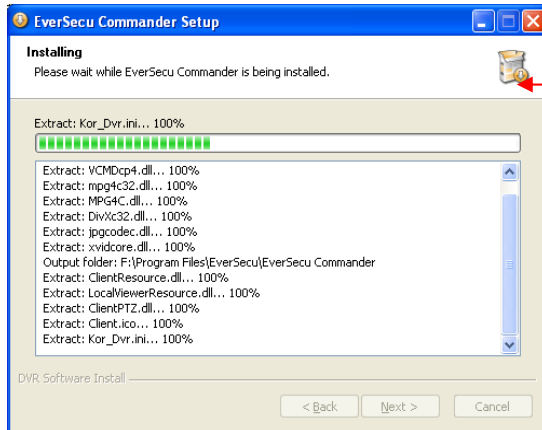 EverSecu Commander Setup
Installing
Please wait while EverSecu Commander is being installed.
Extract: Kor_Dvr.ini... 100%
Extract: VCMDcp4.dll... 100%
Extract: mpg4c32.dll... 100%
Extract: MPG4C.dll... 100%
Extract: DivXc32.dll... 100%
Extract: jpgcodec.dll... 100%
Extract: xvidcore.dll... 100%
Output folder: F:\Program Files\EverSecu\EverSecu Commander
Extract: ClientResource.dll... 100%
Extract: LocalViewerResource.dll... 100%
Extract: ClientPTZ.dll... 100%
Extract: Client.ico... 100%
Extract: Kor_Dvr.ini... 100%
DVR Software Install
< Back Next > Cancel